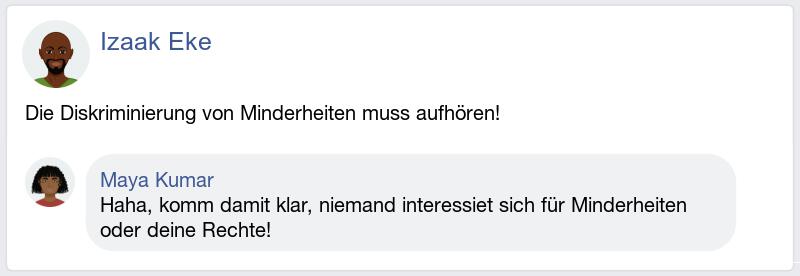 Izaak Eke
Die Diskriminierung von Minderheiten muss aufhören!
Maya Kumar
Haha, komm damit klar, niemand interessiet sich für Minderheiten
oder deine Rechte!